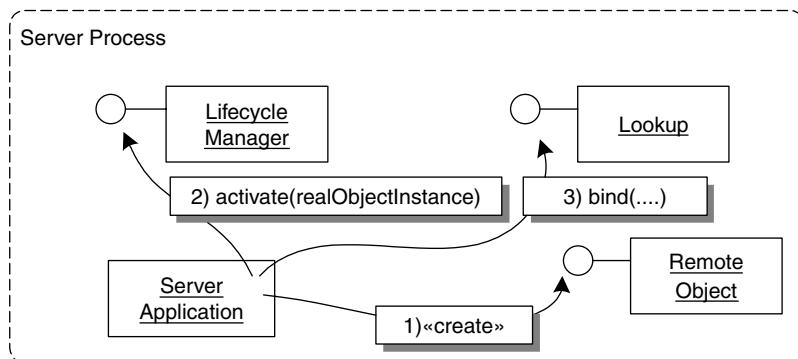 Server Process
Lifecycle
Manager
Lookup
2) activate(realObjectInstance)
3) bind(....)
Server
Application
Remote
Object
1)«create»